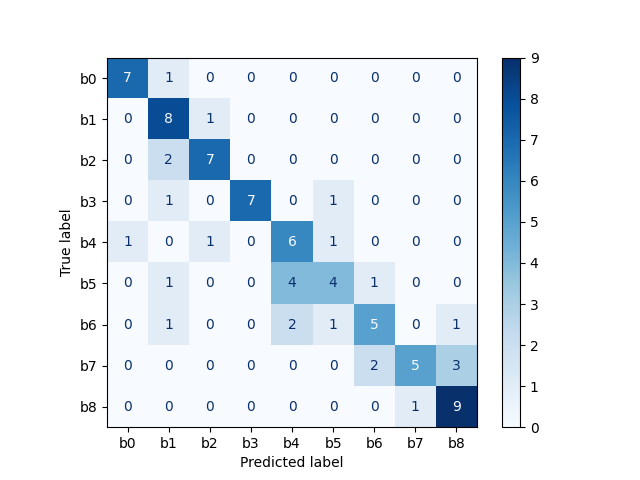 b0 7 1 0 0 0 0 0 0 0
b1 0 8 1 0 0 0 0 0 0
b2 0 2 7 0 0 0 0 0 0
b3 0 1 0 7 0 1 0 0 0
b4 1 0 1 0 6 1 0 0 0
b5 0 1 0 0 4 4 1 0 0
b6 0 1 0 0 2 1 5 0 1
b7 0 0 0 0 0 0 2 5 3
b8 0 0 0 0 0 0 0 1 9
b0 b1 b2 b3 b4 b5 b6 b7 b8
Predicted label
True label
9
8
7
6
5
4
3
2
1
0